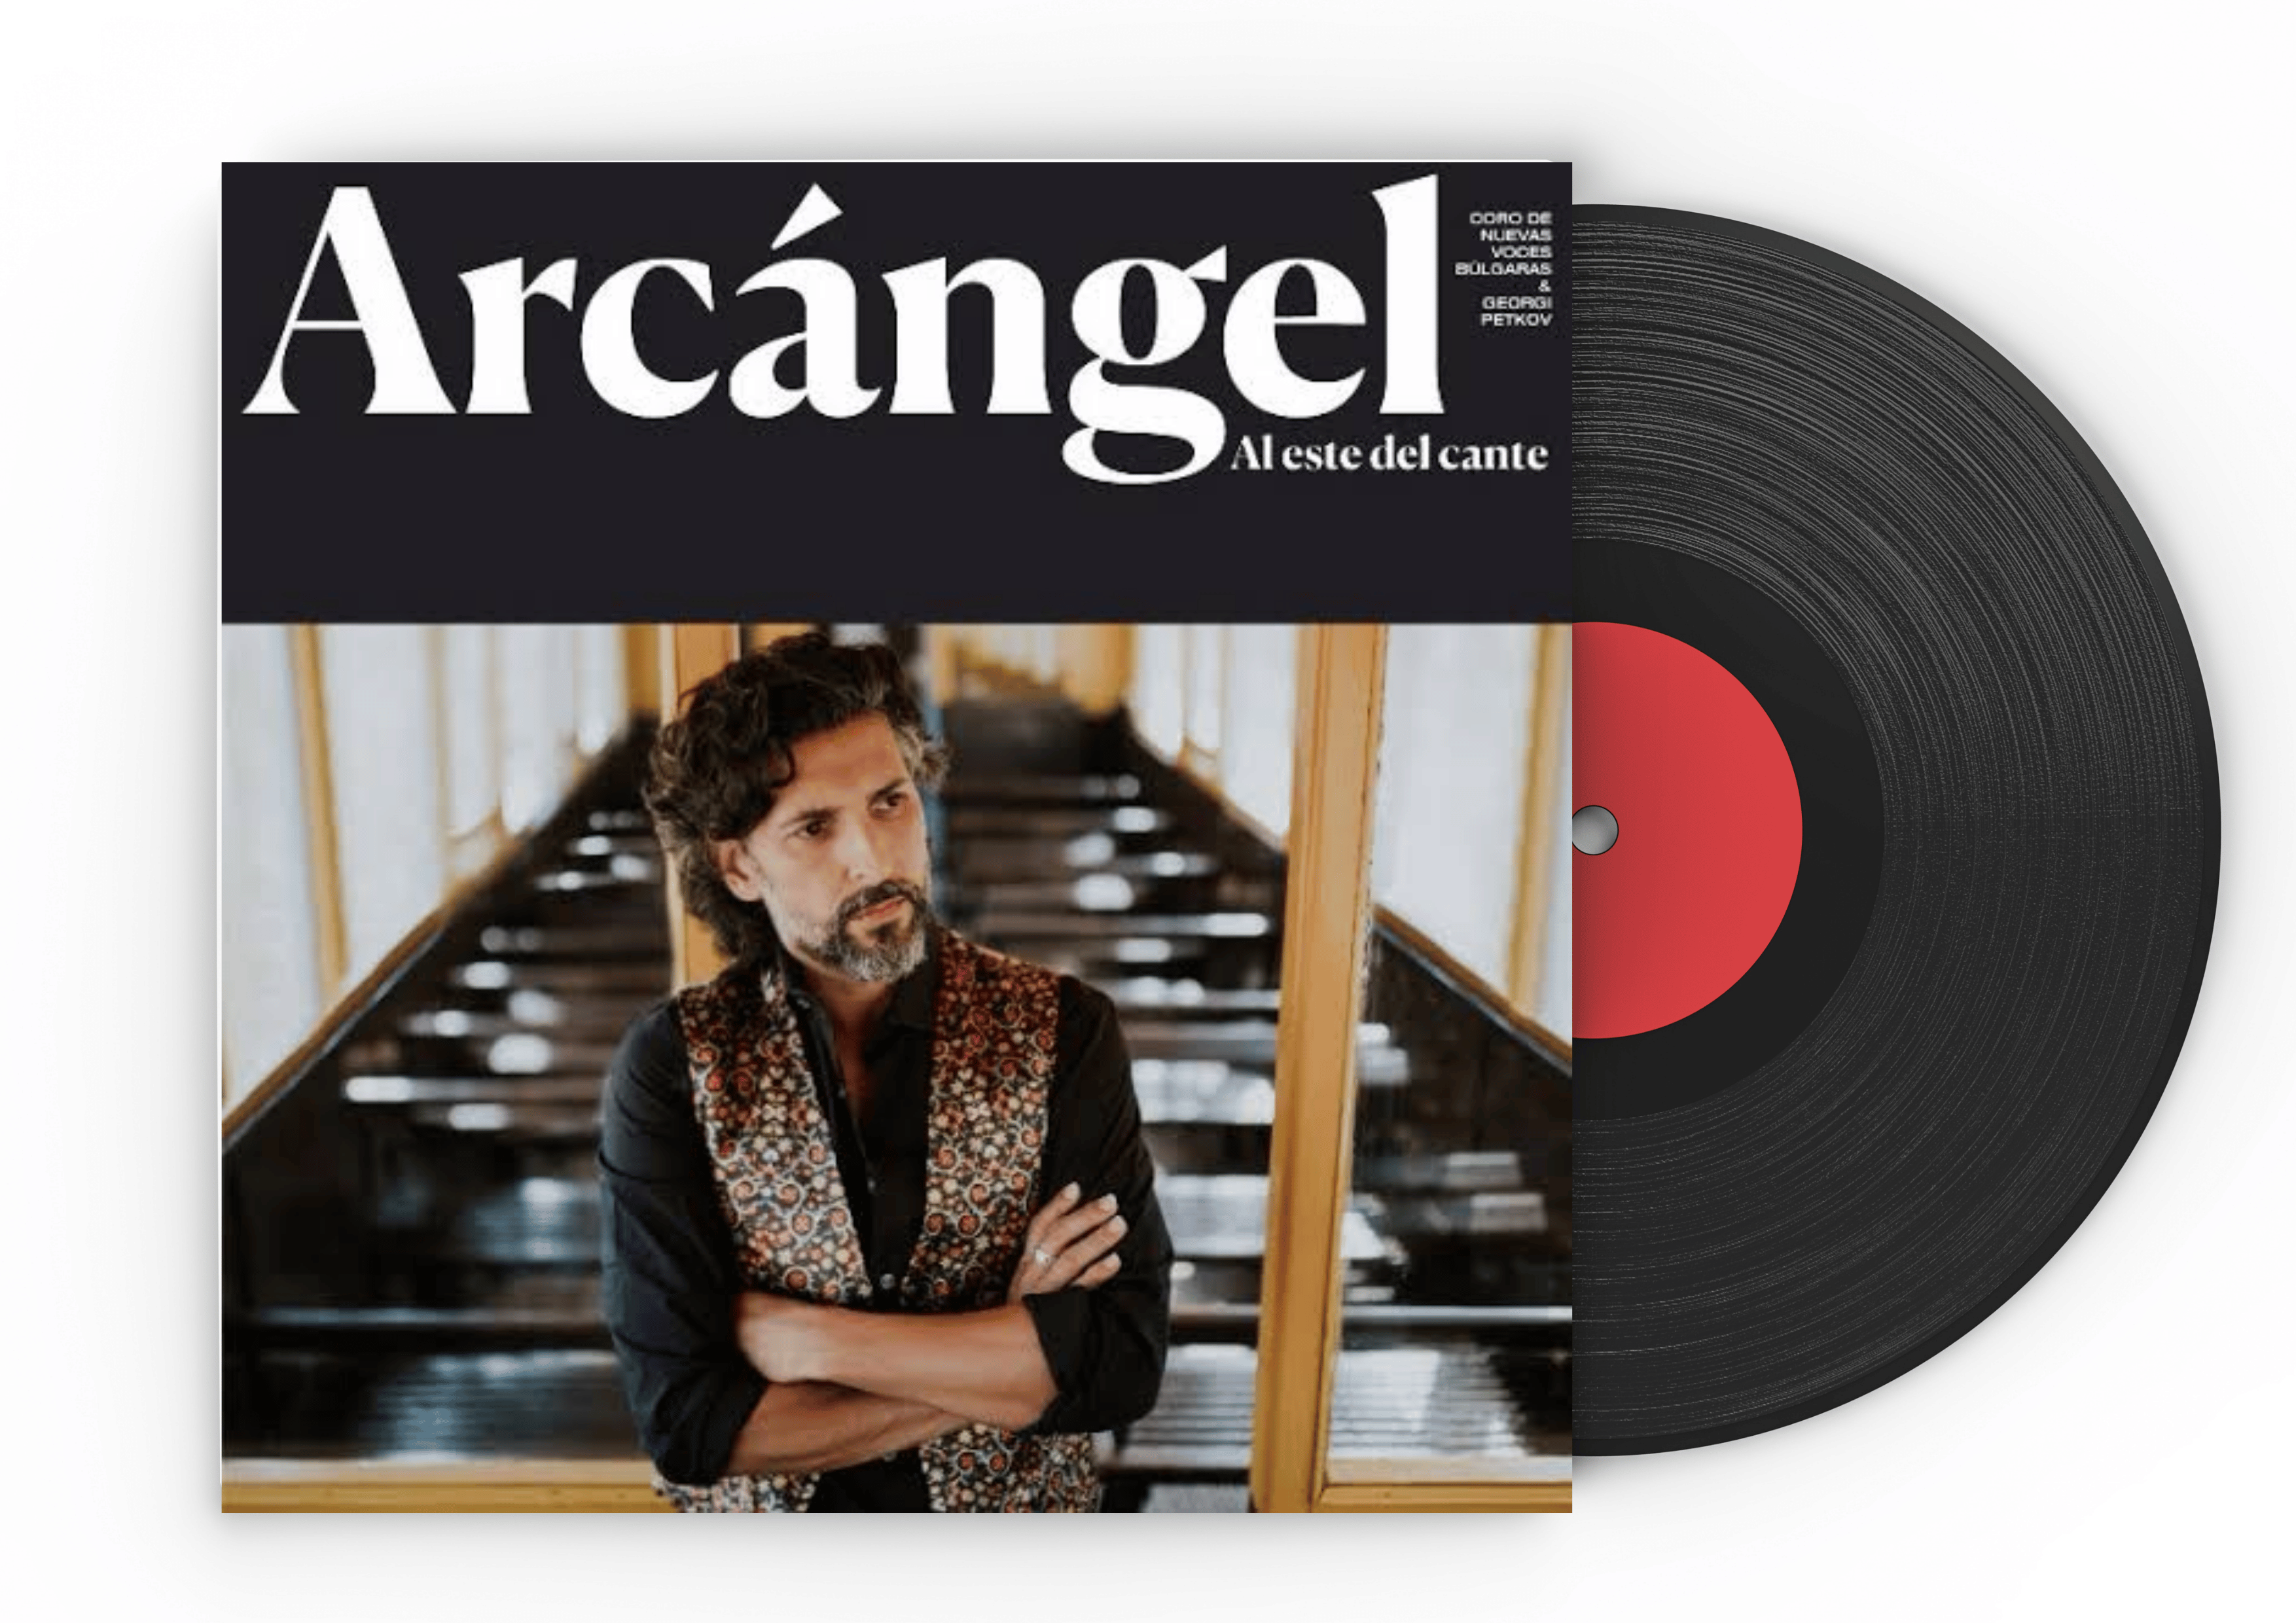 Arcángel
CORO DE
NUEVAS
VOCES
BÚLGARAS
&
GEORGI
PETKOV
Al este del cante